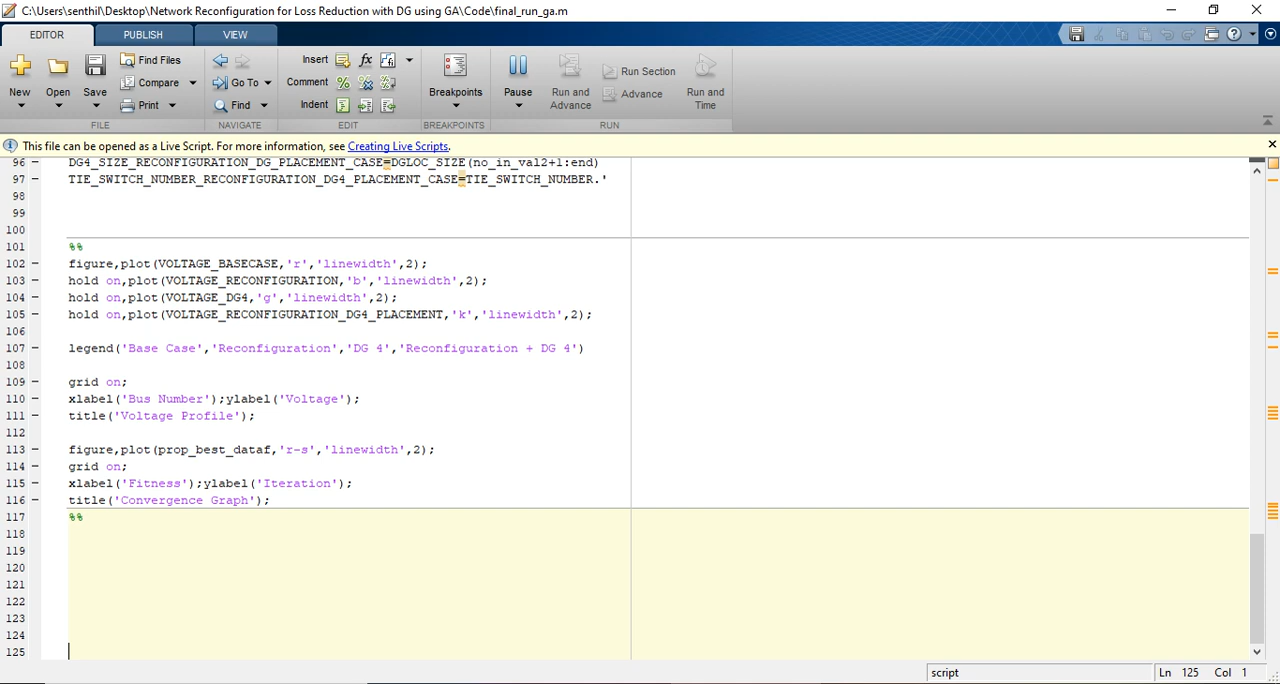 C:\Users\senthil\Desktop\Network Reconfiguration for Loss Reduction with DG using GA\Code\final_run_ga.m
EDITOR PUBLISH VIEW
New Open Save Find Files Compare Print
FILE
Go To Find
NAVIGATE
Insert fx
Comment
Indent
EDIT
Breakpoints
BREAKPOINTS
Pause Run and Advance Run Section Advance Run and Time
RUN
This file can be opened as a Live Script. For more information, see Creating Live Scripts.
96 - DG4_SIZE_RECONFIGURATION_DG_PLACEMENT_CASE=DGLOC_SIZE(no_in_val2+1:end)
97 - TIE_SWITCH_NUMBER_RECONFIGURATION_DG4_PLACEMENT_CASE=TIE_SWITCH_NUMBER.'
98
99
100
101 %%
102 - figure,plot(VOLTAGE_BASECASE,'r','linewidth',2);
103 - hold on,plot(VOLTAGE_RECONFIGURATION,'b','linewidth',2);
104 - hold on,plot(VOLTAGE_DG4,'g','linewidth',2);
105 - hold on,plot(VOLTAGE_RECONFIGURATION_DG4_PLACEMENT,'k','linewidth',2);
106
107 - legend('Base Case','Reconfiguration','DG 4','Reconfiguration + DG 4')
108
109 - grid on;
110 - xlabel('Bus Number');ylabel('Voltage');
111 - title('Voltage Profile');
112
113 - figure,plot(prop_best_dataf,'r-s','linewidth',2);
114 - grid on;
115 - xlabel('Fitness');ylabel('Iteration');
116 - title('Convergence Graph');
117 %%
118
119
120
121
122
123
124
125
script Ln 125 Col 1